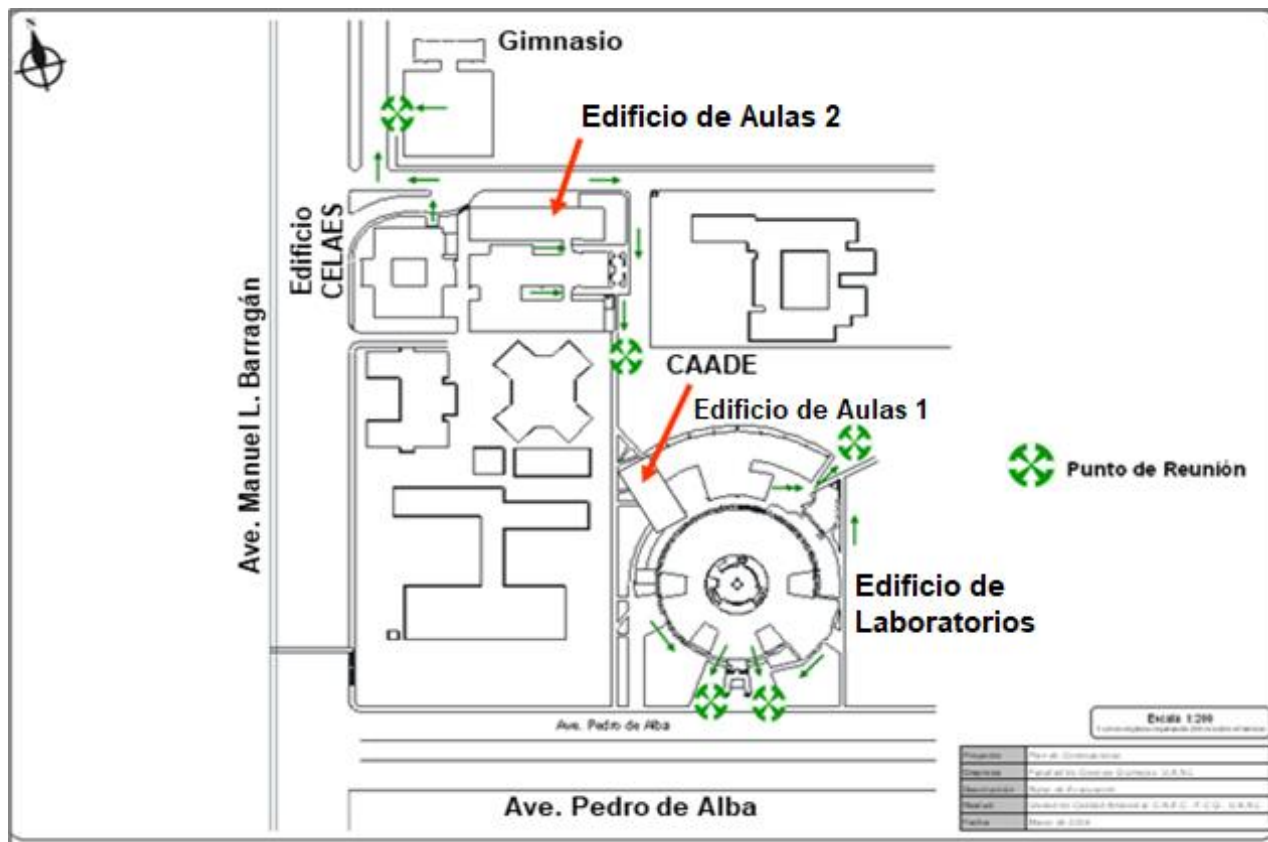 N
Gimnasio
Edificio de Aulas 2
Edificio
CELAES
Ave. Manuel L. Barragán
CAADE
Edificio de Aulas 1
Punto de Reunión
Edificio de
Laboratorios
Ave. Pedro de Alba
Escala 1:200
Ave. Pedro de Alba